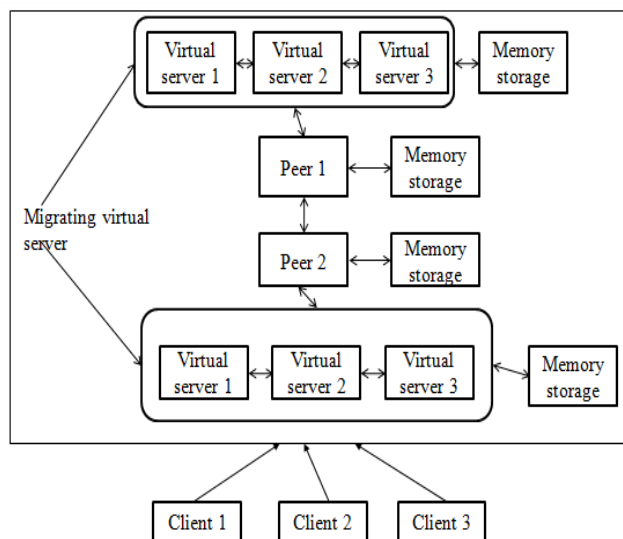 Virtual
server 1
Virtual
server 2
Virtual
server 3
Memory
storage
Peer 1
Memory
storage
Migrating virtual
server
Peer 2
Memory
storage
Virtual
server 1
Virtual
server 2
Virtual
server 3
Memory
storage
Client 1
Client 2
Client 3